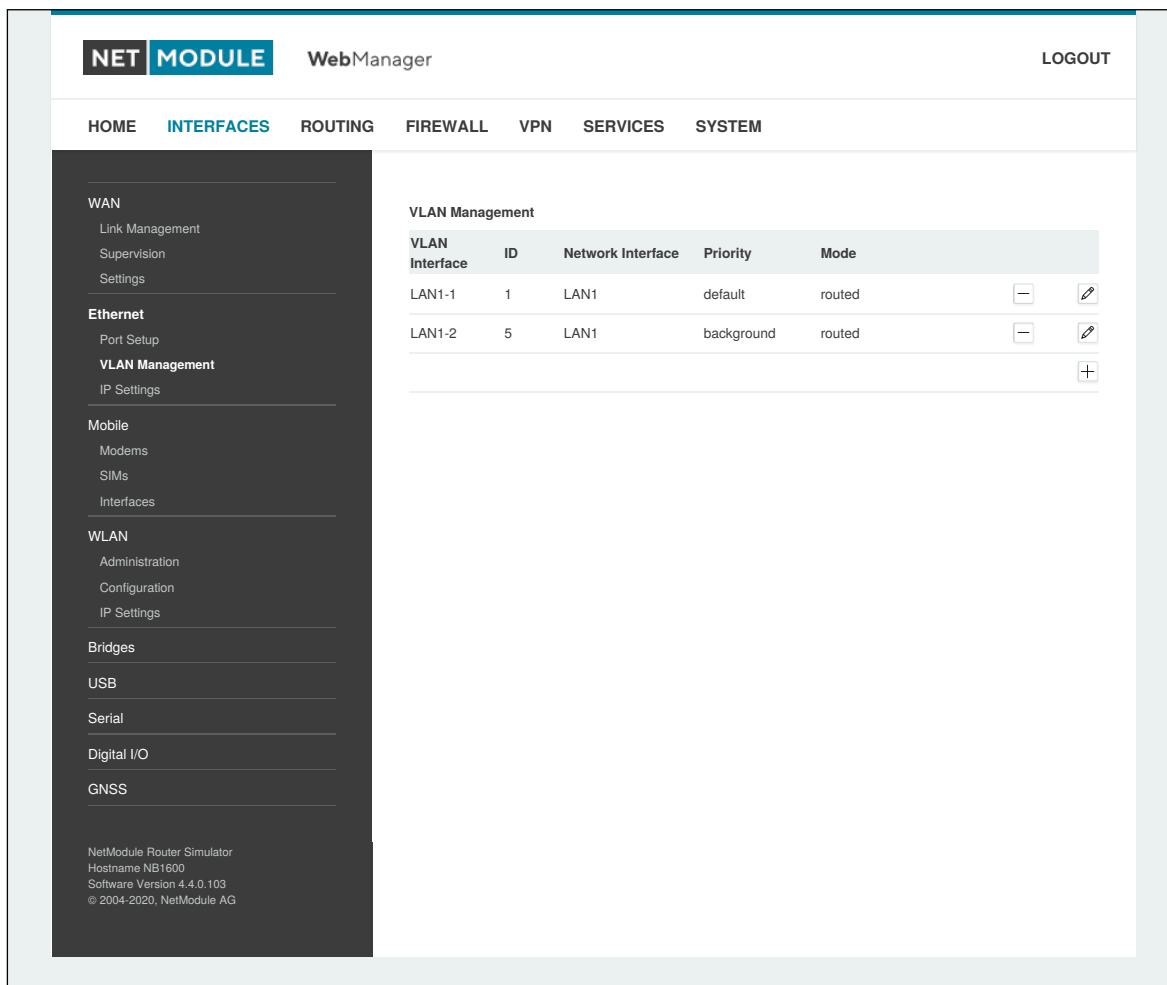 NET MODULE WebManager LOGOUT
HOME INTERFACES ROUTING FIREWALL VPN SERVICES SYSTEM
WAN
Link Management
Supervision
Settings
Ethernet
Port Setup
VLAN Management
IP Settings
Mobile
Modems
SIMs
Interfaces
WLAN
Administration
Configuration
IP Settings
Bridges
USB
Serial
Digital I/O
GNSS
NetModule Router Simulator
Hostname NB1600
Software Version 4.4.0.103
© 2004-2020, NetModule AG
VLAN Management
VLAN Interface ID Network Interface Priority Mode
LAN1-1 1 LAN1 default routed
LAN1-2 5 LAN1 background routed